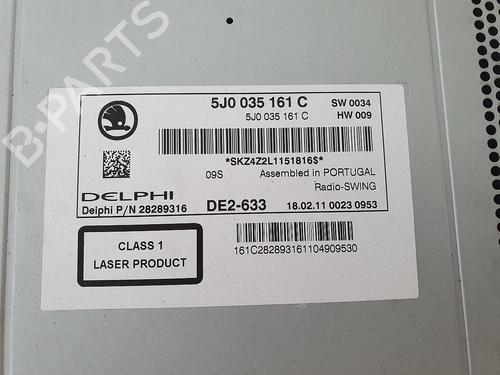 B-PARTS
5J0 035 161 C SW 0034
5J0 035 161 C HW 009
*SKZ4Z2L1151816$*
09S Assembled in PORTUGAL
Radio-SWING
DELPHI
Delphi P/N 28289316 DE2-633 18.02.11 0023 0953
CLASS 1
LASER PRODUCT
161C282893161104909530